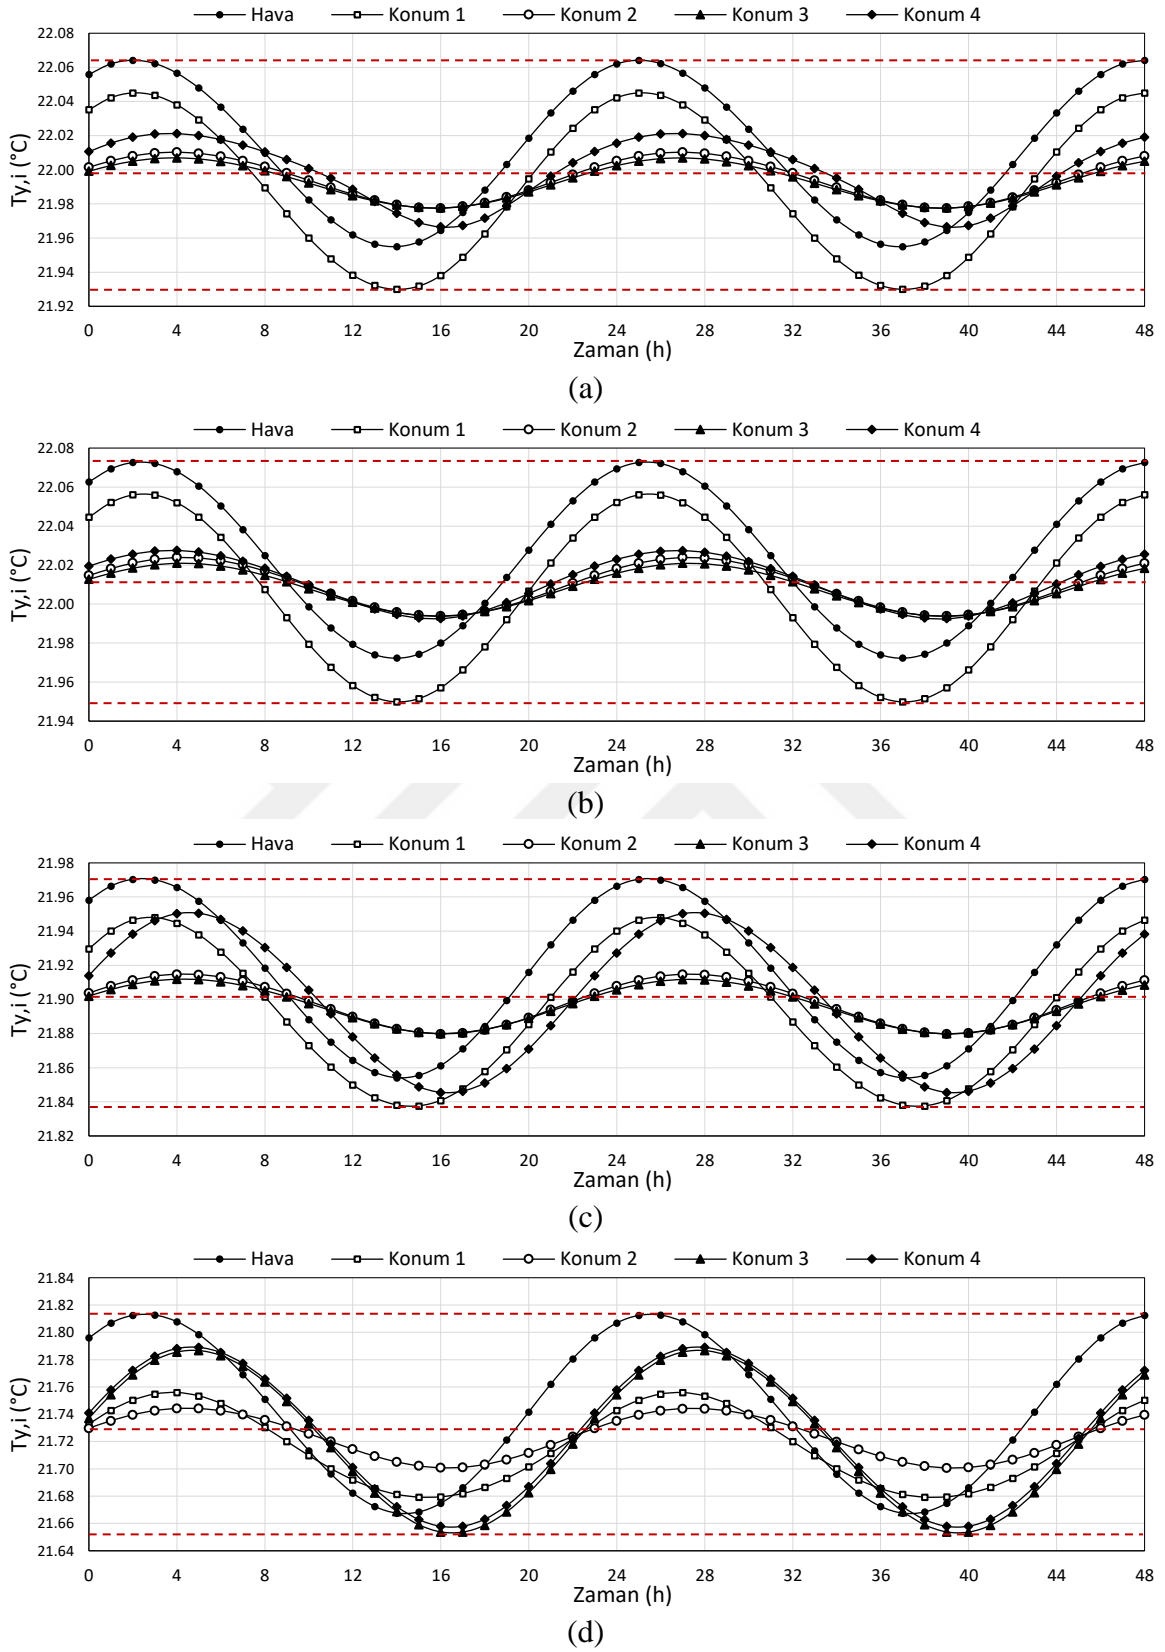 Hava Konum 1 Konum 2 Konum 3 Konum 4
22.08
22.06
22.04
22.02
22.00
21.98
21.96
21.94
21.92
Ty,i (°C)
0 4 8 12 16 20 24 28 32 36 40 44 48
Zaman (h)
(a)
Hava Konum 1 Konum 2 Konum 3 Konum 4
22.08
22.06
22.04
22.02
22.00
21.98
21.96
21.94
Ty,i (°C)
0 4 8 12 16 20 24 28 32 36 40 44 48
Zaman (h)
(b)
Hava Konum 1 Konum 2 Konum 3 Konum 4
21.98
21.96
21.94
21.92
21.90
21.88
21.86
21.84
21.82
Ty,i (°C)
0 4 8 12 16 20 24 28 32 36 40 44 48
Zaman (h)
(c)
Hava Konum 1 Konum 2 Konum 3 Konum 4
21.84
21.82
21.80
21.78
21.76
21.74
21.72
21.70
21.68
21.66
21.64
Ty,i (°C)
0 4 8 12 16 20 24 28 32 36 40 44 48
Zaman (h)
(d)